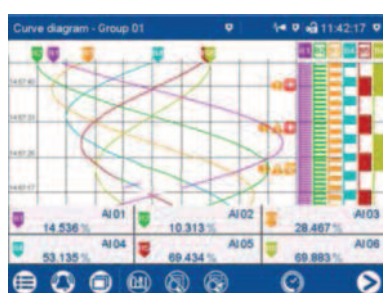 Curve diagram - Group 01 11:42:17
14:57:40
14:57:33
14:57:25
14:57:17
AI 01 AI 02 AI 03
14.536 % 10.313 % 28.467 %
AI 04 AI 05 AI 06
53.135 % 69.434 % 69.883 %